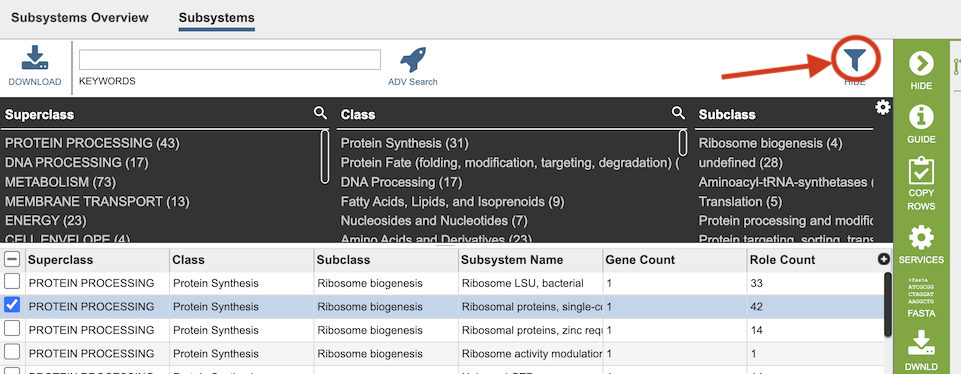 Subsystems Overview Subsystems
DOWNLOAD
KEYWORDS
ADV Search
HIDE
Superclass
PROTEIN PROCESSING (43)
DNA PROCESSING (17)
METABOLISM (73)
MEMBRANE TRANSPORT (13)
ENERGY (23)
CELL ENVELOPE (4)
Class
Protein Synthesis (31)
Protein Fate (folding, modification, targeting, degradation) (
DNA Processing (17)
Fatty Acids, Lipids, and Isoprenoids (9)
Nucleosides and Nucleotides (7)
Amino Acids and Derivatives (23)
Subclass
Ribosome biogenesis (4)
undefined (28)
Aminoacyl-tRNA-synthetases (
Translation (5)
Protein processing and modific
Protein targeting, sorting, trans
Superclass Class Subclass Subsystem Name Gene Count Role Count
PROTEIN PROCESSING Protein Synthesis Ribosome biogenesis Ribosome LSU, bacterial 1 33
PROTEIN PROCESSING Protein Synthesis Ribosome biogenesis Ribosomal proteins, single-co 1 42
PROTEIN PROCESSING Protein Synthesis Ribosome biogenesis Ribosomal proteins, zinc requ 1 14
PROTEIN PROCESSING Protein Synthesis Ribosome biogenesis Ribosome activity modulation 1 1
HIDE
GUIDE
COPY
ROWS
SERVICES
>fasta
ATCGCGG
CTAGGAT
AAGGCTG
FASTA
DWNLD